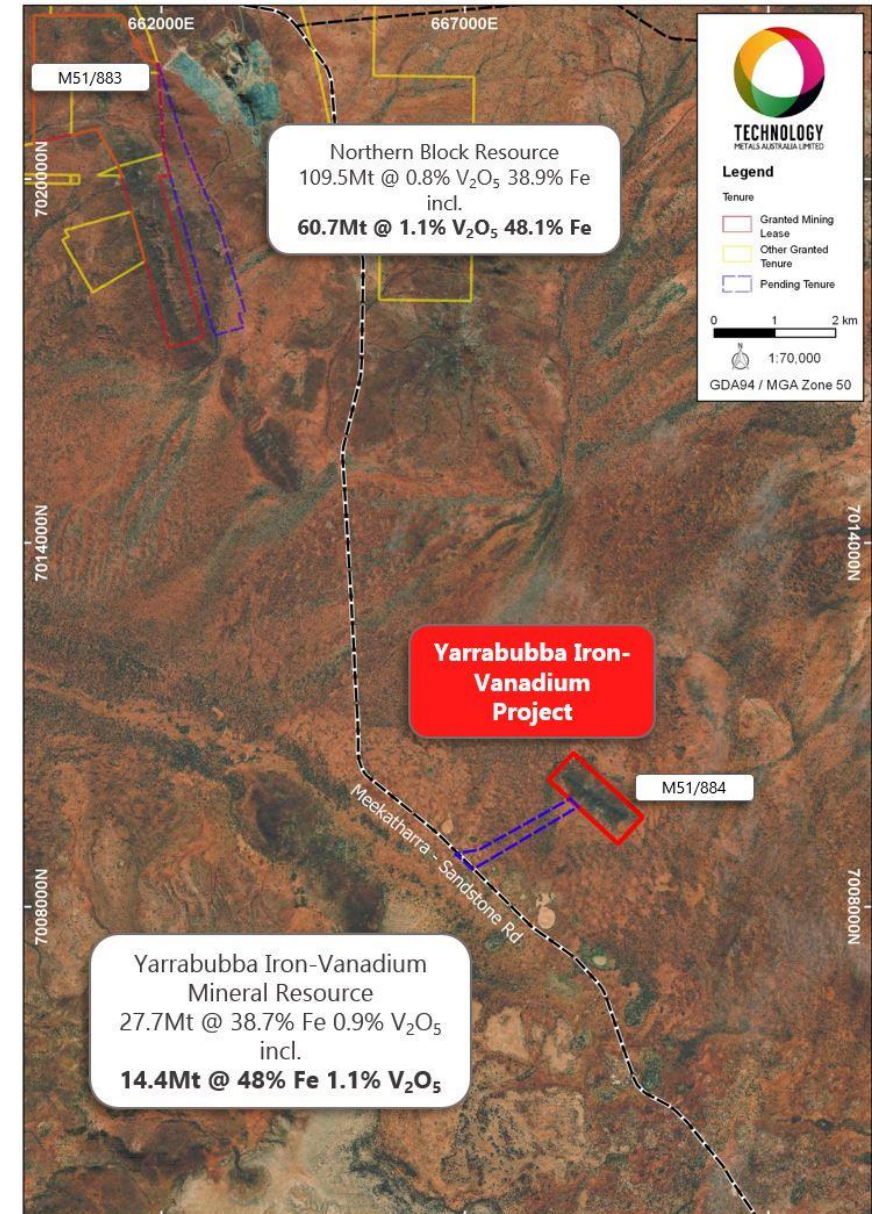 662000E
667000E
M51/883
TECHNOLOGY
METALS AUSTRALIA LIMITED
Legend
Tenure
Granted Mining
Lease
Other Granted
Tenure
Pending Tenure
0 1 2 km
N
1:70,000
GDA94 / MGA Zone 50
7020000N
Northern Block Resource
109.5Mt @ 0.8% V₂O₅ 38.9% Fe
incl.
60.7Mt @ 1.1% V₂O₅ 48.1% Fe
7014000N
7014000N
Yarrabubba Iron-
Vanadium
Project
M51/884
Meekatharra - Sandstone Rd
7008000N
7008000N
Yarrabubba Iron-Vanadium
Mineral Resource
27.7Mt @ 38.7% Fe 0.9% V₂O₅
incl.
14.4Mt @ 48% Fe 1.1% V₂O₅